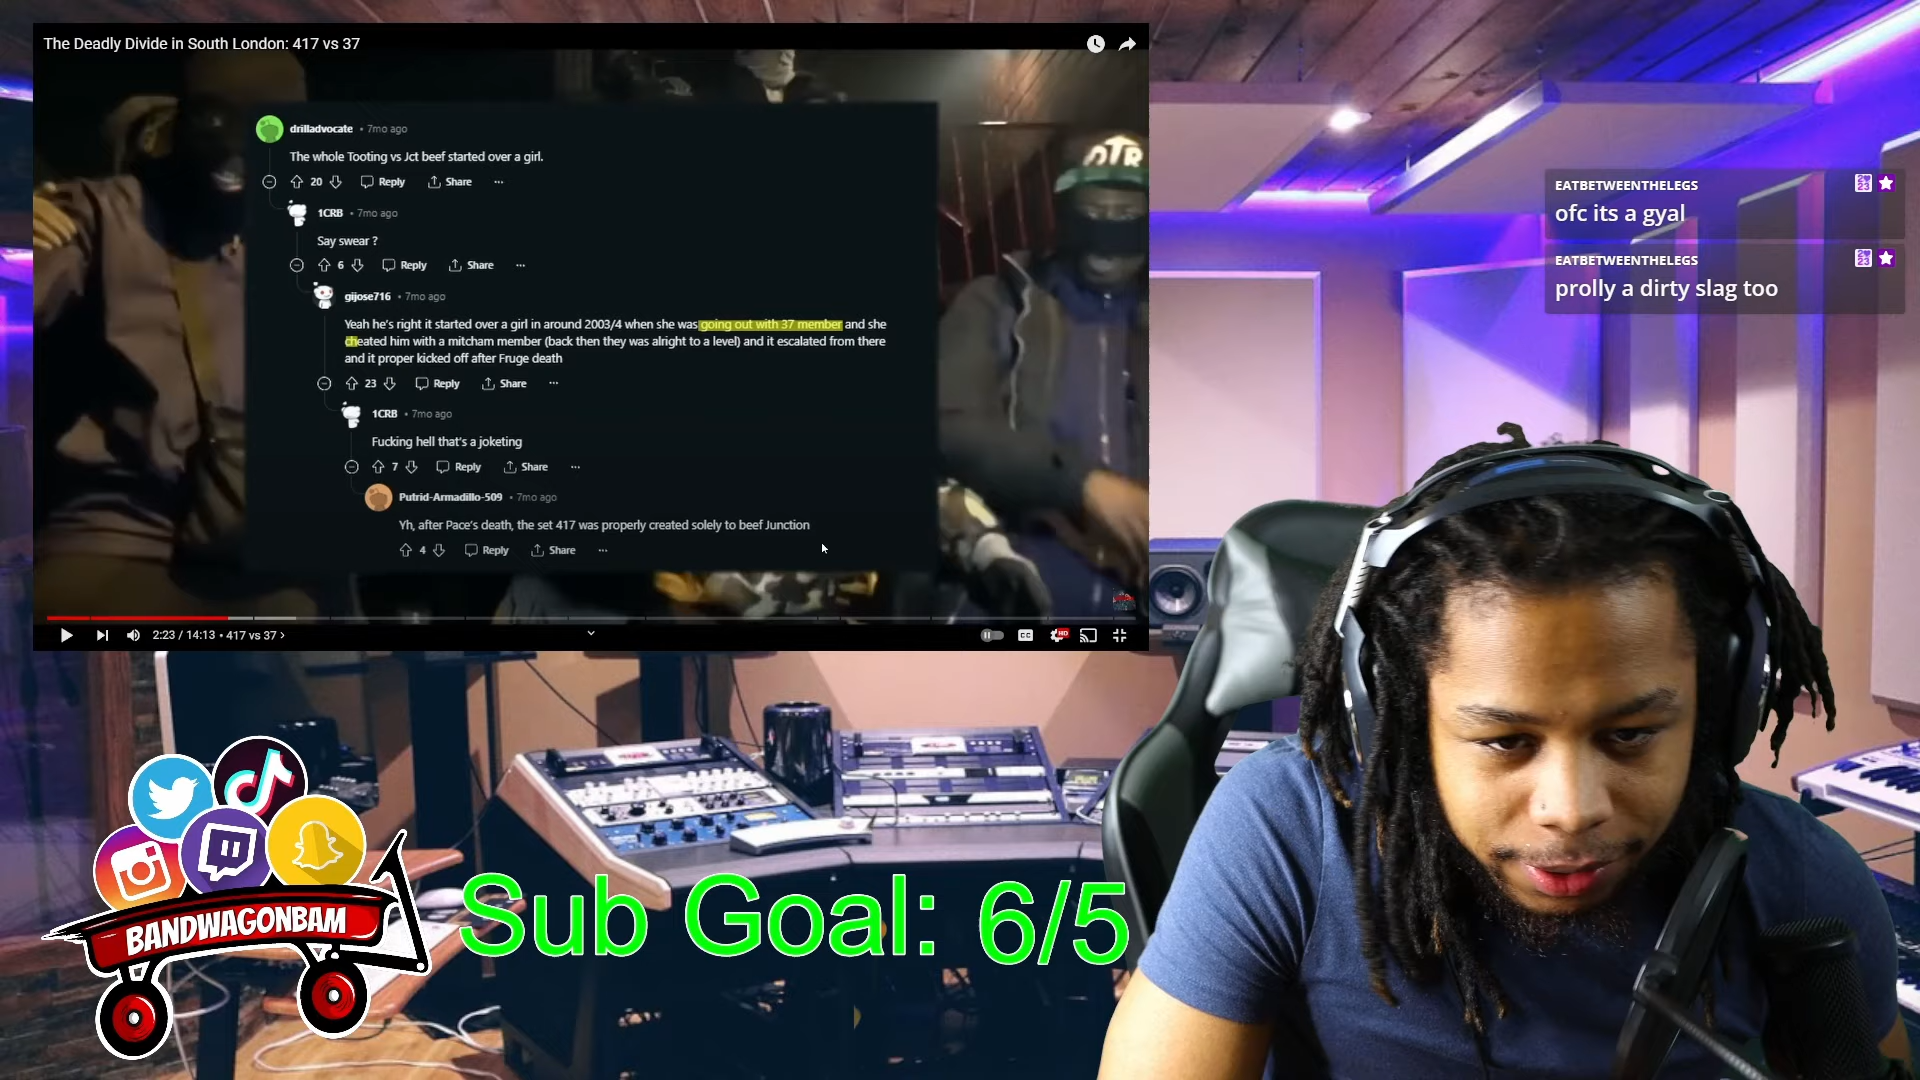 The Deadly Divide in South London: 417 vs 37
OTR
drilladvocate • 7mo ago
The whole Tooting vs Jct beef started over a girl.
20 Reply Share ...
1CRB • 7mo ago
Say swear ?
6 Reply Share ...
gijose716 • 7mo ago
Yeah he's right it started over a girl in around 2003/4 when she was going out with 37 member and she
cheated him with a mitcham member (back then they was alright to a level) and it escalated from there
and it proper kicked off after Fruge death
23 Reply Share ...
1CRB • 7mo ago
Fucking hell that's a joketing
7 Reply Share ...
Putrid-Armadillo-509 • 7mo ago
Yh, after Pace's death, the set 417 was properly created solely to beef Junction
4 Reply Share ...
2:23 / 14:13 • 417 vs 37 ›
CC
HD
EATBETWEENTHELEGS
ofc its a gyal
EATBETWEENTHELEGS
prolly a dirty slag too
BANDWAGONBAM
Sub Goal: 6/5